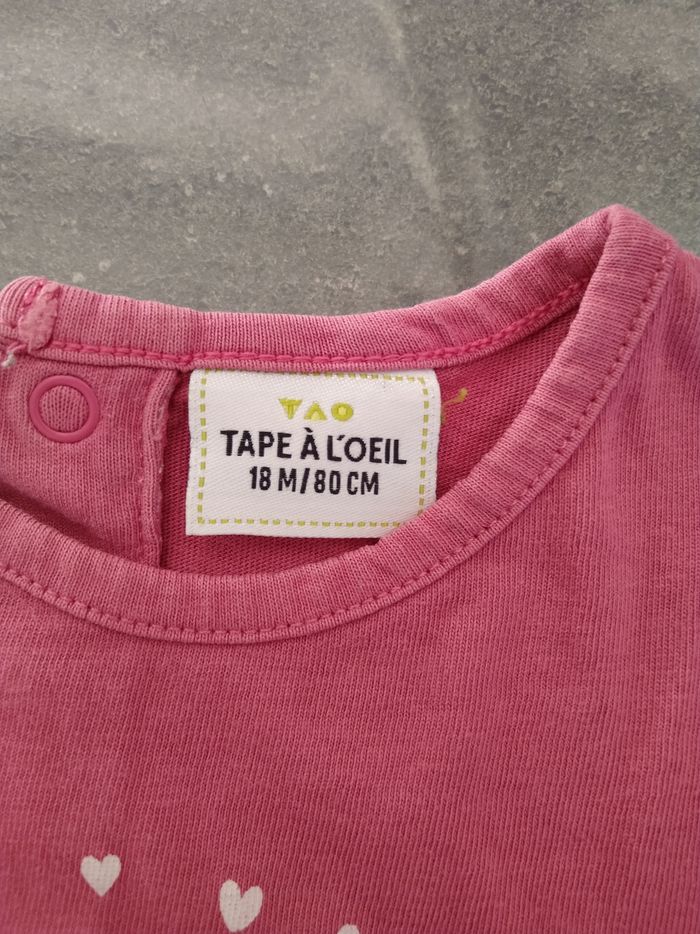 TAO
TAPE À L'OEIL
18 M/80 CM